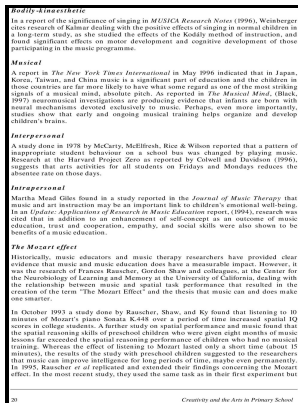 Bodily-kinaesthetic
In a report of the significance of singing in MUSICA Research Notes (1996), Weinberger
cites research of Kalmar dealing with the positive effects of singing in normal children in
a long-term study, as she studied the effects of the Kodály method of instruction, and
found significant effects on motor development and cognitive development of those
participating in the music programme.
Musical
A report in The New York Times International in May 1996 indicated that in Japan,
Korea, Taiwan, and China music is a significant part of education and the children in
those countries are far more likely to have what some regard as one of the most striking
signals of a musical mind, absolute pitch. As reported in The Musical Mind, (Black,
1997) neuromusical investigations are producing evidence that infants are born with
neural mechanisms devoted exclusively to music. Perhaps, even more importantly,
studies show that early and ongoing musical training helps organize and develop
children's brains.
Interpersonal
A study done in 1978 by McCarty, McElfresh, Rice & Wilson reported that a pattern of
inappropriate student behaviour on a school bus was changed by playing music.
Research at the Harvard Project Zero as reported by Colwell and Davidson (1996),
suggests that arts activities for all students on Fridays and Mondays reduces the
absentee rate on those days.
Intrapersonal
Martha Mead Giles found in a study reported in the Journal of Music Therapy that
music and art instruction may be an important link to children's emotional well-being.
In an Update: Applications of Research in Music Education report, (1994), research was
cited that in addition to an enhancement of self-concept as an outcome of music
education, trust and cooperation, empathy, and social skills were also shown to be
benefits of a music education.
The Mozart effect
Historically, music educators and music therapy researchers have provided clear
evidence that music and music education does have a measurable impact. However, it
was the research of Frances Rauscher, Gordon Shaw and colleagues, at the Center for
the Neurobiology of Learning and Memory at the University of California, dealing with
the relationship between music and spatial task performance that resulted in the
creation of the term "The Mozart Effect" and the thesis that music can and does make
one smarter.
In October 1993 a study done by Rauscher, Shaw, and Ky found that listening to 10
minutes of Mozart's piano Sonata K.448 over a period of time increased spatial IQ
scores in college students. A further study on spatial performance and music found that
the spatial reasoning skills of preschool children who were given eight months of music
lessons far exceeded the spatial reasoning performance of children who had no musical
training. Whereas the effect of listening to Mozart lasted only a short time (about 15
minutes), the results of the study with preschool children suggested to the researchers
that music can improve intelligence for long periods of time, maybe even permanently.
In 1995, Rauscher et al replicated and extended their findings concerning the Mozart
effect. In the most recent study, they used the same task as in their first experiment but
20 Creativity and the Arts in Primary School